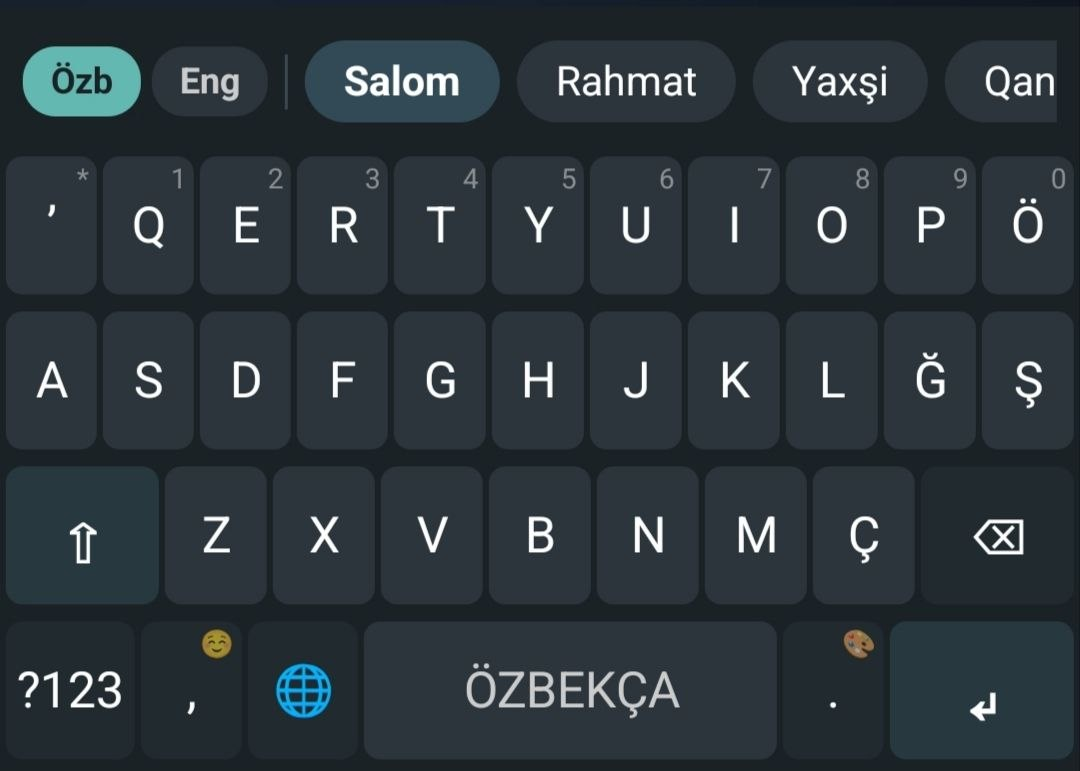 Özb Eng Salom Rahmat Yaxşi Qan
* 1 2 3 4 5 6 7 8 9 0
’ Q E R T Y U I O P Ö
A S D F G H J K L Ğ Ş
⇧ Z X V B N M Ç ⌫
?123 , ÖZBEKÇA .